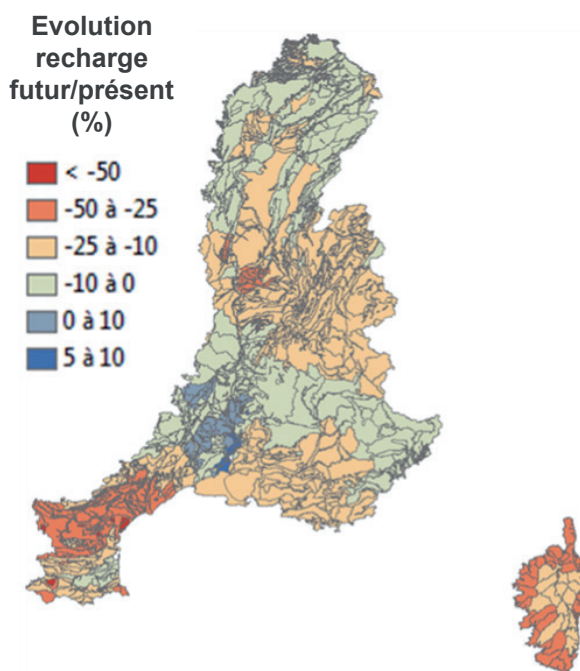 Evolution
recharge
futur/présent
(%)
< -50
-50 à -25
-25 à -10
-10 à 0
0 à 10
5 à 10